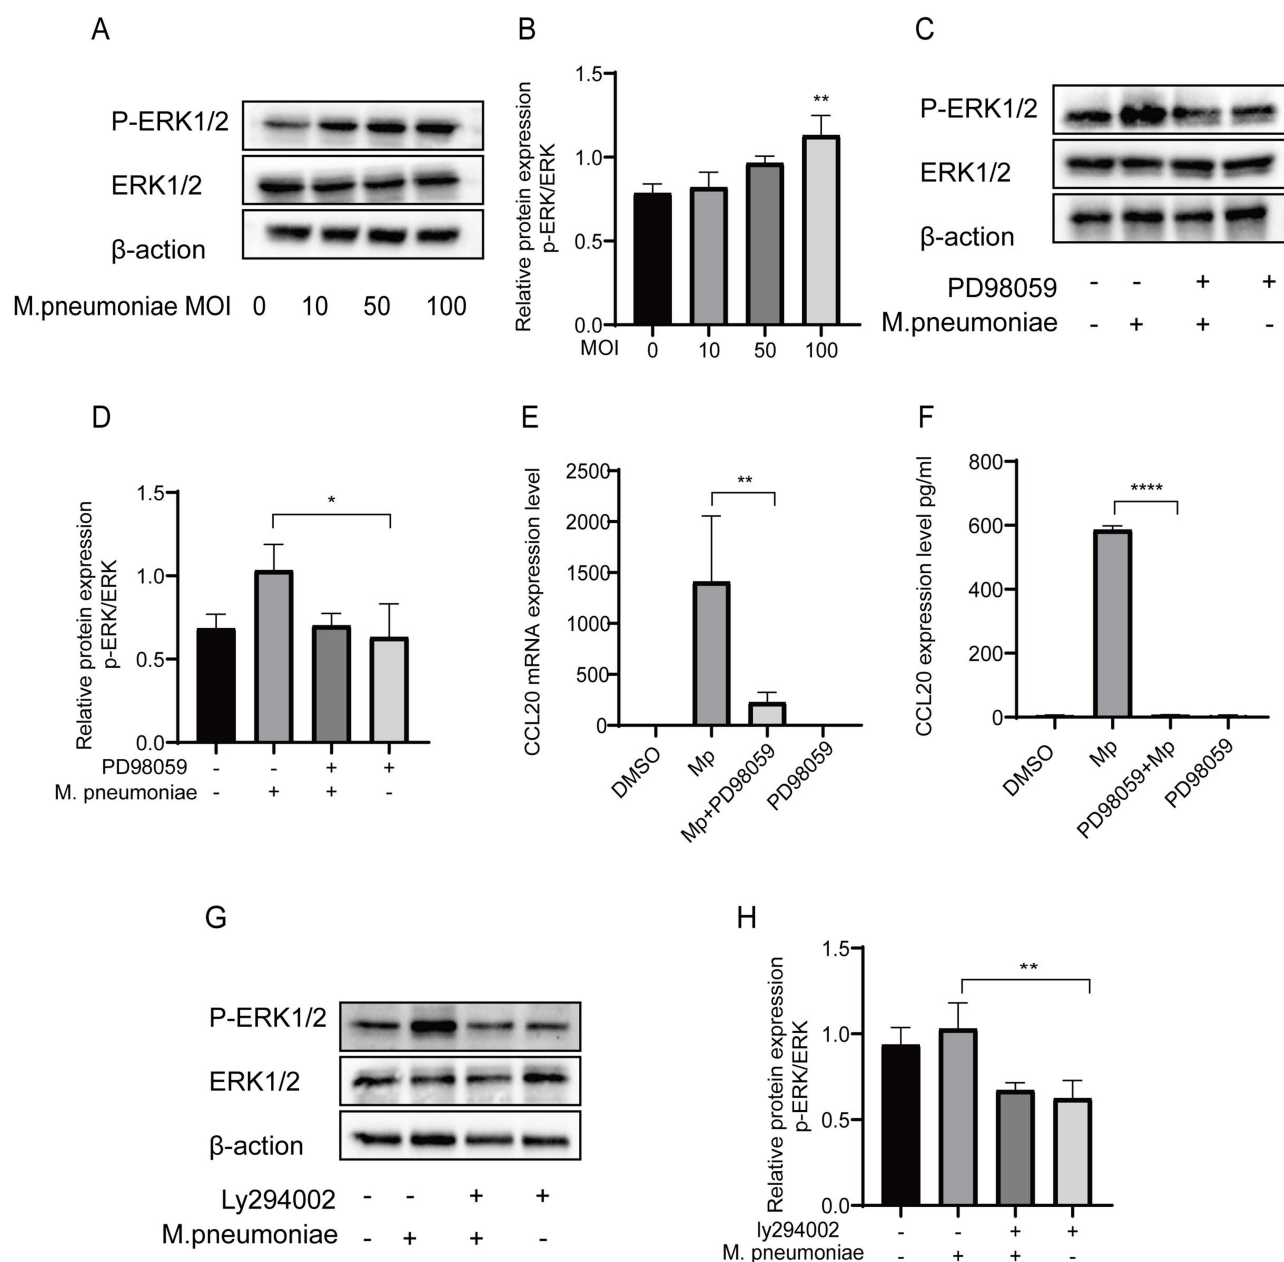 A
P-ERK1/2
ERK1/2
β-action
M.pneumoniae MOI 0 10 50 100
B
Relative protein expression
p-ERK/ERK
1.5
1.0
0.5
0.0
**
MOI 0 10 50 100
C
P-ERK1/2
ERK1/2
β-action
PD98059 - - + +
M.pneumoniae - + + -
D
Relative protein expression
p-ERK/ERK
1.5
1.0
0.5
0.0
*
PD98059 - - + +
M. pneumoniae - + + -
E
CCL20 mRNA expression level
2500
2000
1500
1000
500
0
**
DMSO
Mp
Mp+PD98059
PD98059
F
CCL20 expression level pg/ml
800
600
400
200
0
****
DMSO
Mp
PD98059+Mp
PD98059
G
P-ERK1/2
ERK1/2
β-action
Ly294002 - - + +
M.pneumoniae - + + -
H
Relative protein expression
p-ERK/ERK
1.5
1.0
0.5
0.0
**
ly294002 - - + +
M. pneumoniae - + + -